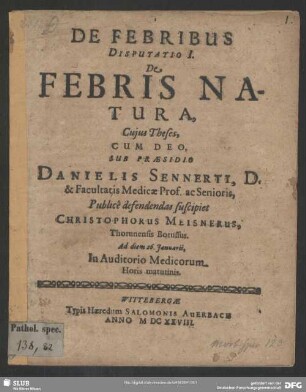 DE FEBRIBUS
DISPUTATIO I.
De
FEBRIS NA-
TURA,
Cujus Theses,
CUM DEO,
SUB PRÆSIDIO
DANIELIS SENNERTI, D.
& Facultatis Medicæ Prof. ac Senioris,
Publicè defendendas suscipiet
CHRISTOPHORUS MEISNERUS,
Thorunensis Borussus.
Ad diem 26. Januarii,
In Auditorio Medicorum
Horis matutinis.
WITTEBERGÆ
Typis Hæredum SALOMONIS AUERBACH
ANNO M DC XXVIII.
Pathol. spec.
138, 52
SLUB